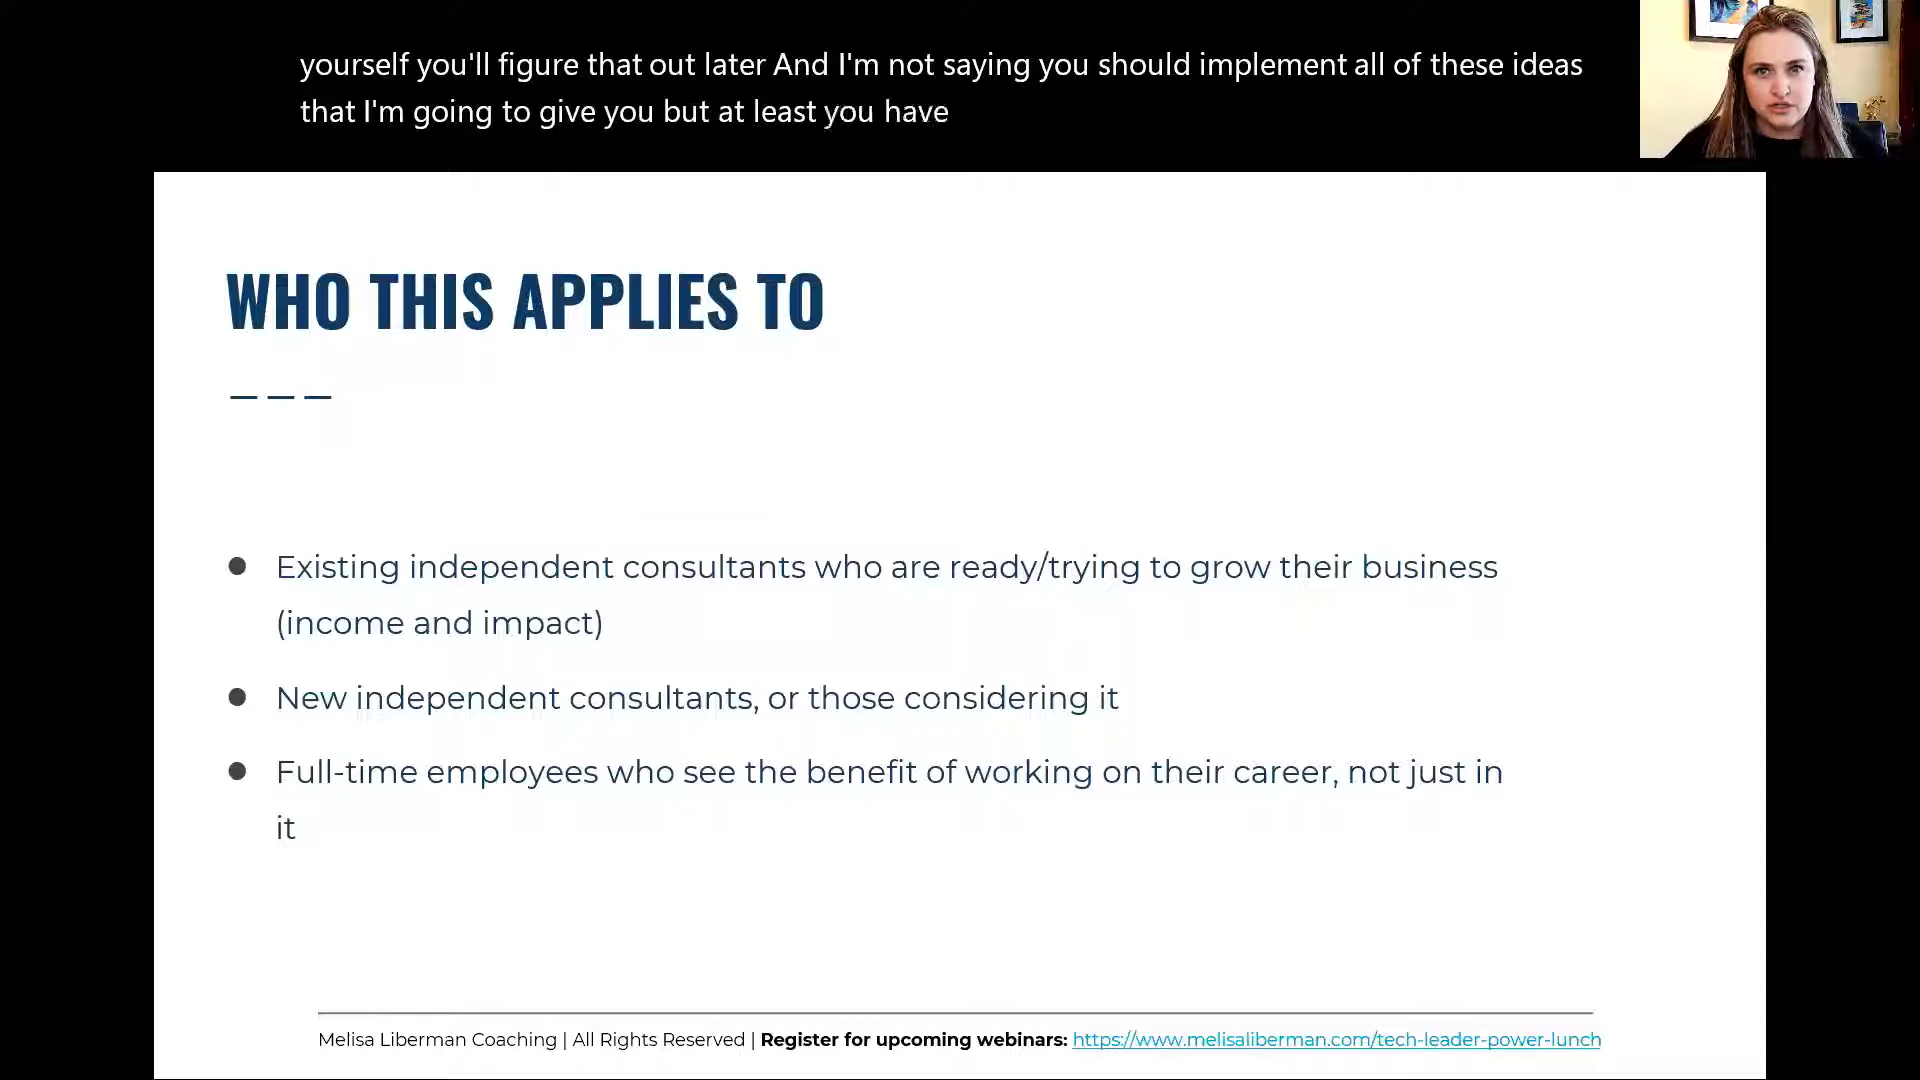 yourself you'll figure that out later And I'm not saying you should implement all of these ideas
that I'm going to give you but at least you have
WHO THIS APPLIES TO
Existing independent consultants who are ready/trying to grow their business
(income and impact)
New independent consultants, or those considering it
Full-time employees who see the benefit of working on their career, not just in
it
Melisa Liberman Coaching | All Rights Reserved | Register for upcoming webinars: https://www.melisaliberman.com/tech-leader-power-lunch